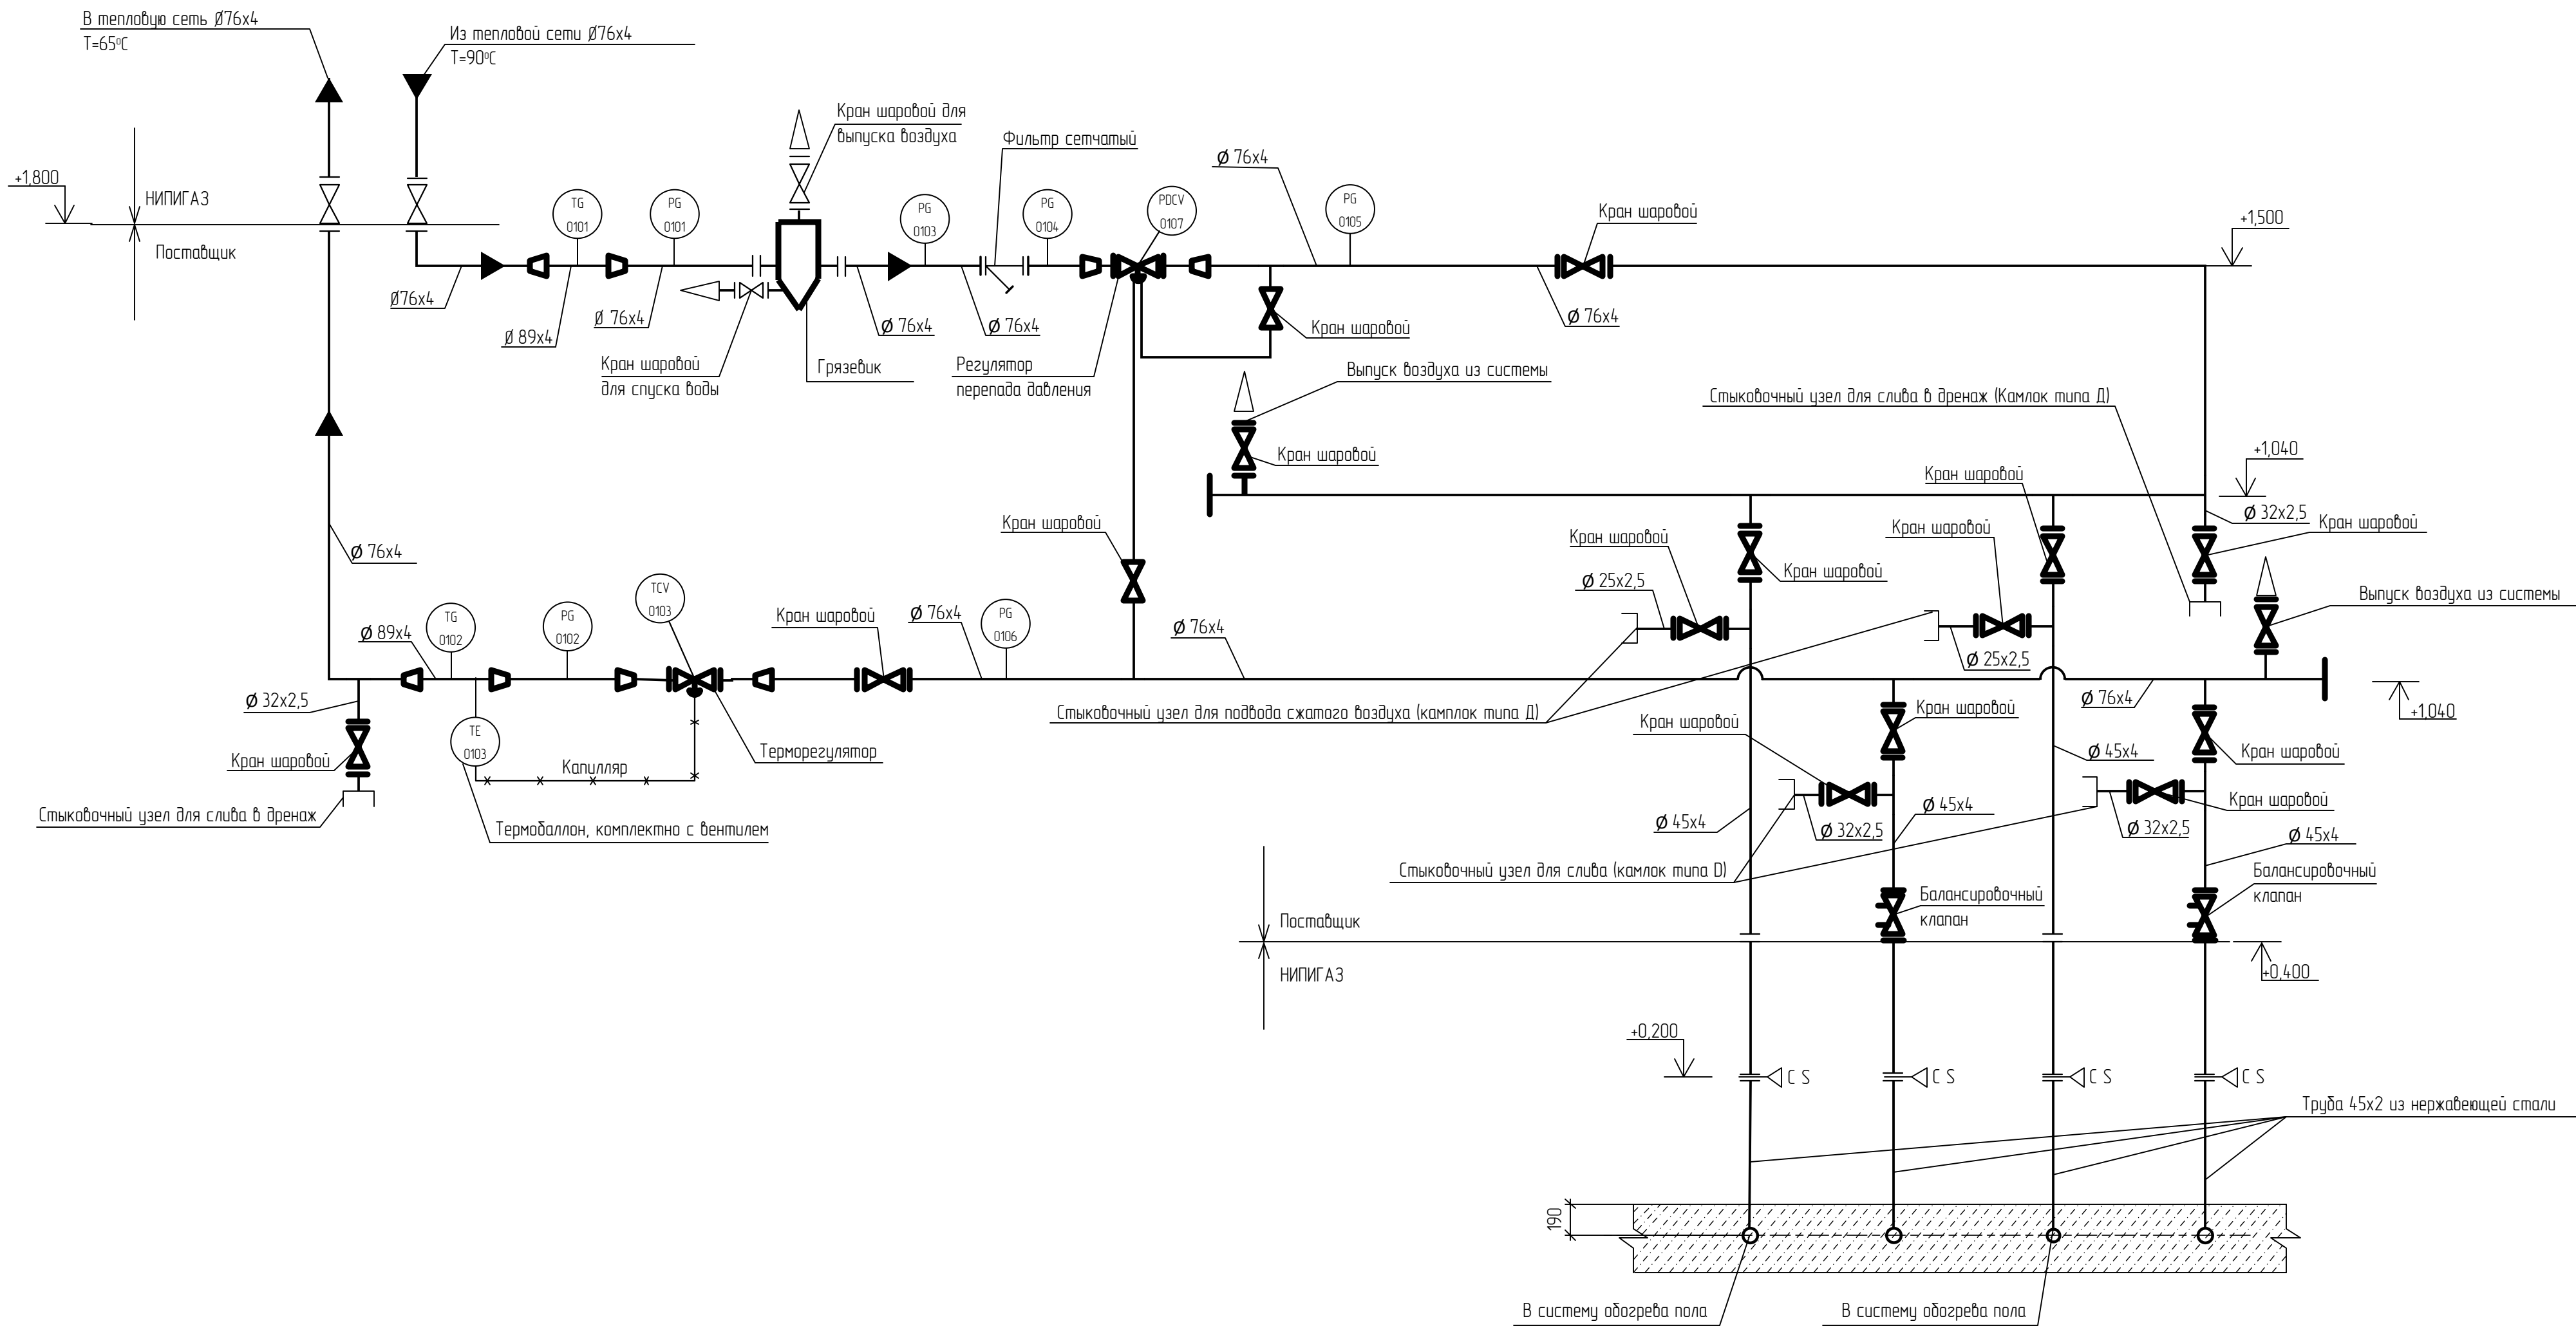 В тепловую сеть Ø76х4
Т=65⁰С
Из тепловой сети Ø76х4
Т=90⁰С
+1,800
НИПИГАЗ
Поставщик
TG
0101
PG
0101
Кран шаровой для
выпуска воздуха
Фильтр сетчатый
PG
0103
PG
0104
PDCV
0107
Ø 76х4
PG
0105
Кран шаровой
+1,500
Ø76х4
Ø 89х4
Ø 76х4
Ø 76х4
Ø 76х4
Ø 76х4
Кран шаровой
Кран шаровой
для спуска воды
Грязевик
Регулятор
перепада давления
Выпуск воздуха из системы
Стыковочный узел для слива в дренаж (Камлок типа Д)
Кран шаровой
+1,040
Кран шаровой
Ø 32х2,5
Кран шаровой
Кран шаровой
Кран шаровой
Кран шаровой
Ø 76х4
Кран шаровой
Ø 25х2,5
Выпуск воздуха из системы
TCV
0103
TG
0102
PG
0102
Кран шаровой
Ø 76х4
PG
0106
Ø 89х4
Ø 76х4
Ø 25х2,5
Ø 32х2,5
Ø 76х4
+1,040
Стыковочный узел для подвода сжатого воздуха (камплок типа Д)
Кран шаровой
Кран шаровой
TE
0103
Терморегулятор
Кран шаровой
Капилляр
Ø 45х4
Кран шаровой
Кран шаровой
Стыковочный узел для слива в дренаж
Термобаллон, комплектно с вентилем
Ø 45х4
Ø 32х2,5
Ø 45х4
Ø 32х2,5
Ø 45х4
Стыковочный узел для слива (камлок типа D)
Балансировочный
клапан
Балансировочный
клапан
Поставщик
НИПИГАЗ
+0,400
+0,200
C S
C S
C S
C S
Труба 45х2 из нержавеющей стали
190
В систему обогрева пола
В систему обогрева пола